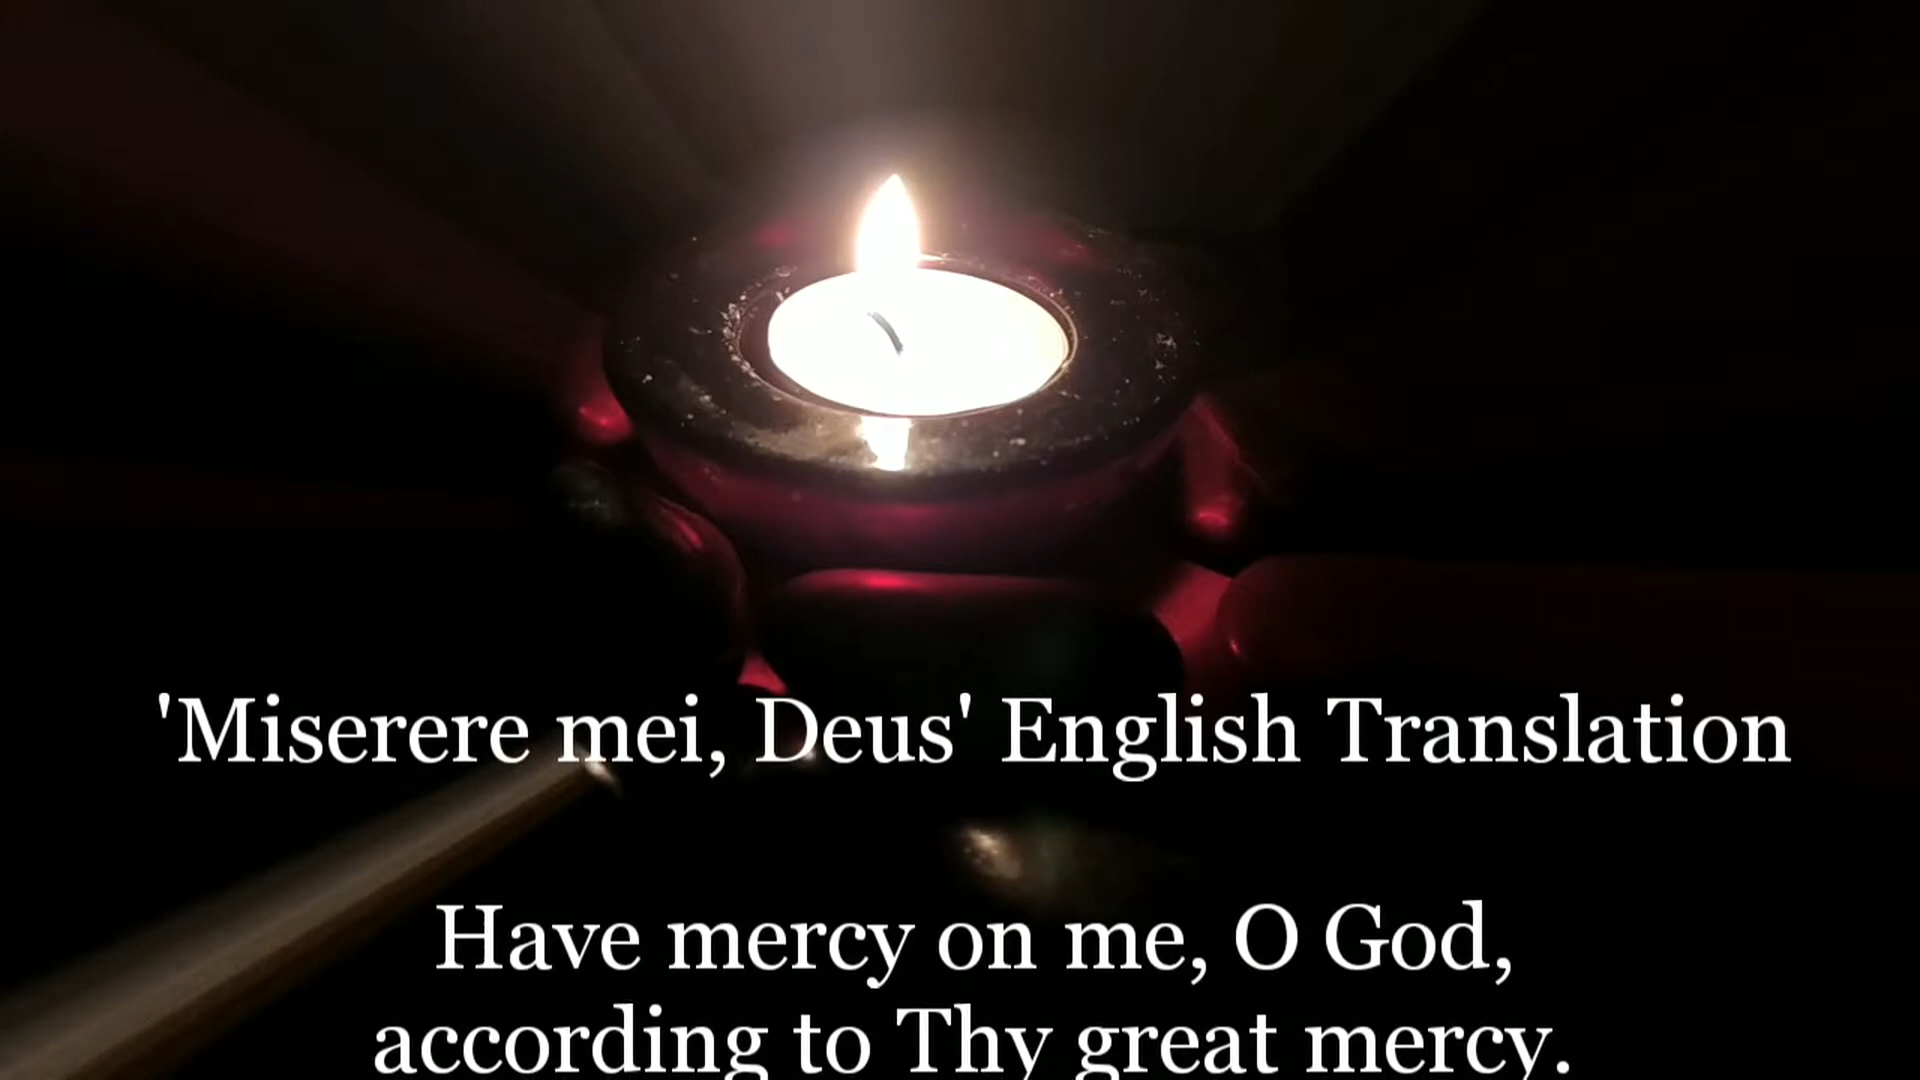 'Miserere mei, Deus' English Translation
Have mercy on me, O God,
according to Thy great mercy.